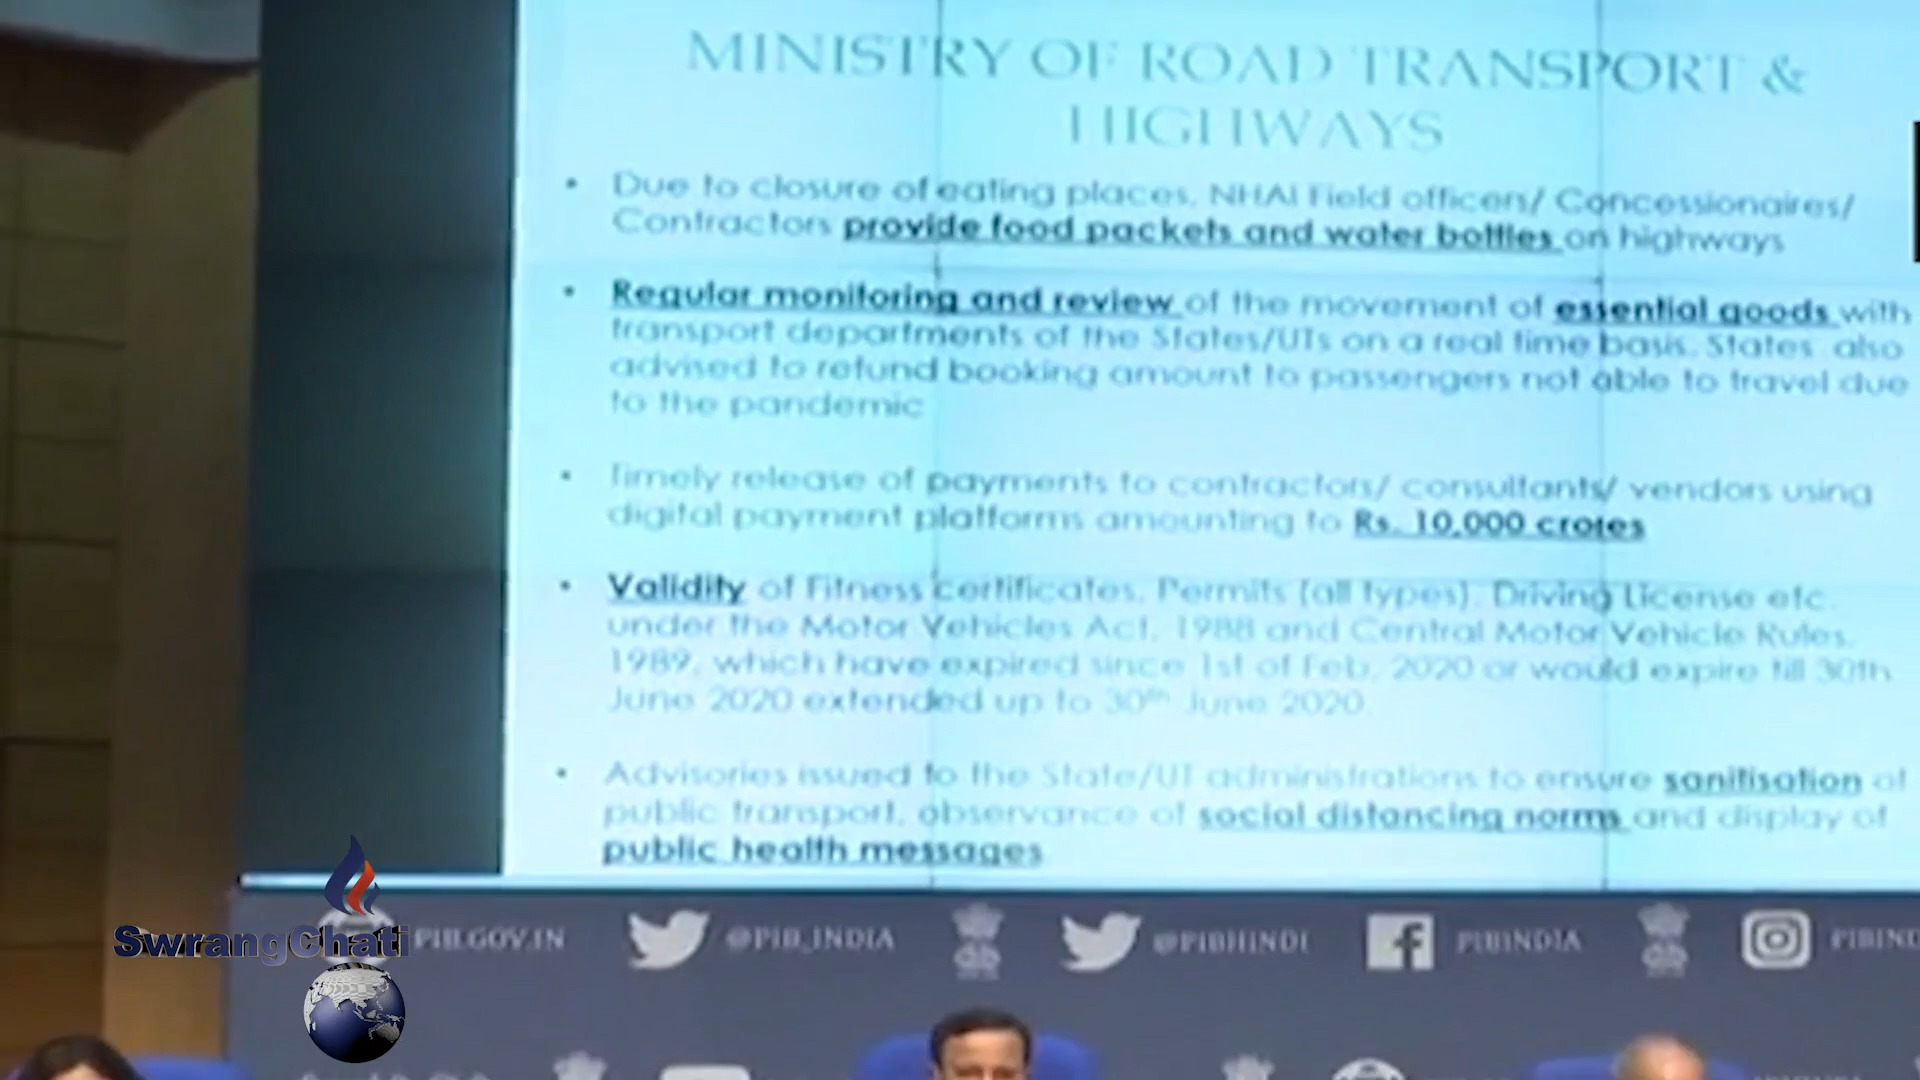 MINISTRY OF ROAD TRANSPORT &
HIGHWAYS
• Due to closure of eating places, NHAI Field officers/ Concessionaires/
Contractors provide food packets and water bottles on highways
• Regular monitoring and review of the movement of essential goods with
transport departments of the States/UTs on a real time basis. States also
advised to refund booking amount to passengers not able to travel due
to the pandemic
• Timely release of payments to contractors/ consultants/ vendors using
digital payment platforms amounting to Rs. 10,000 crores
• Validity of Fitness certificates, Permits (all types), Driving License etc.
under the Motor Vehicles Act, 1988 and Central Motor Vehicle Rules,
1989, which have expired since 1st of Feb, 2020 or would expire till 30th
June 2020 extended up to 30th June 2020.
• Advisories issued to the State/UT administrations to ensure sanitisation of
public transport, observance of social distancing norms and display of
public health messages
SwrangChati PIB.GOV.IN @PIB_INDIA @PIBHINDI PIBINDIA PIBIND